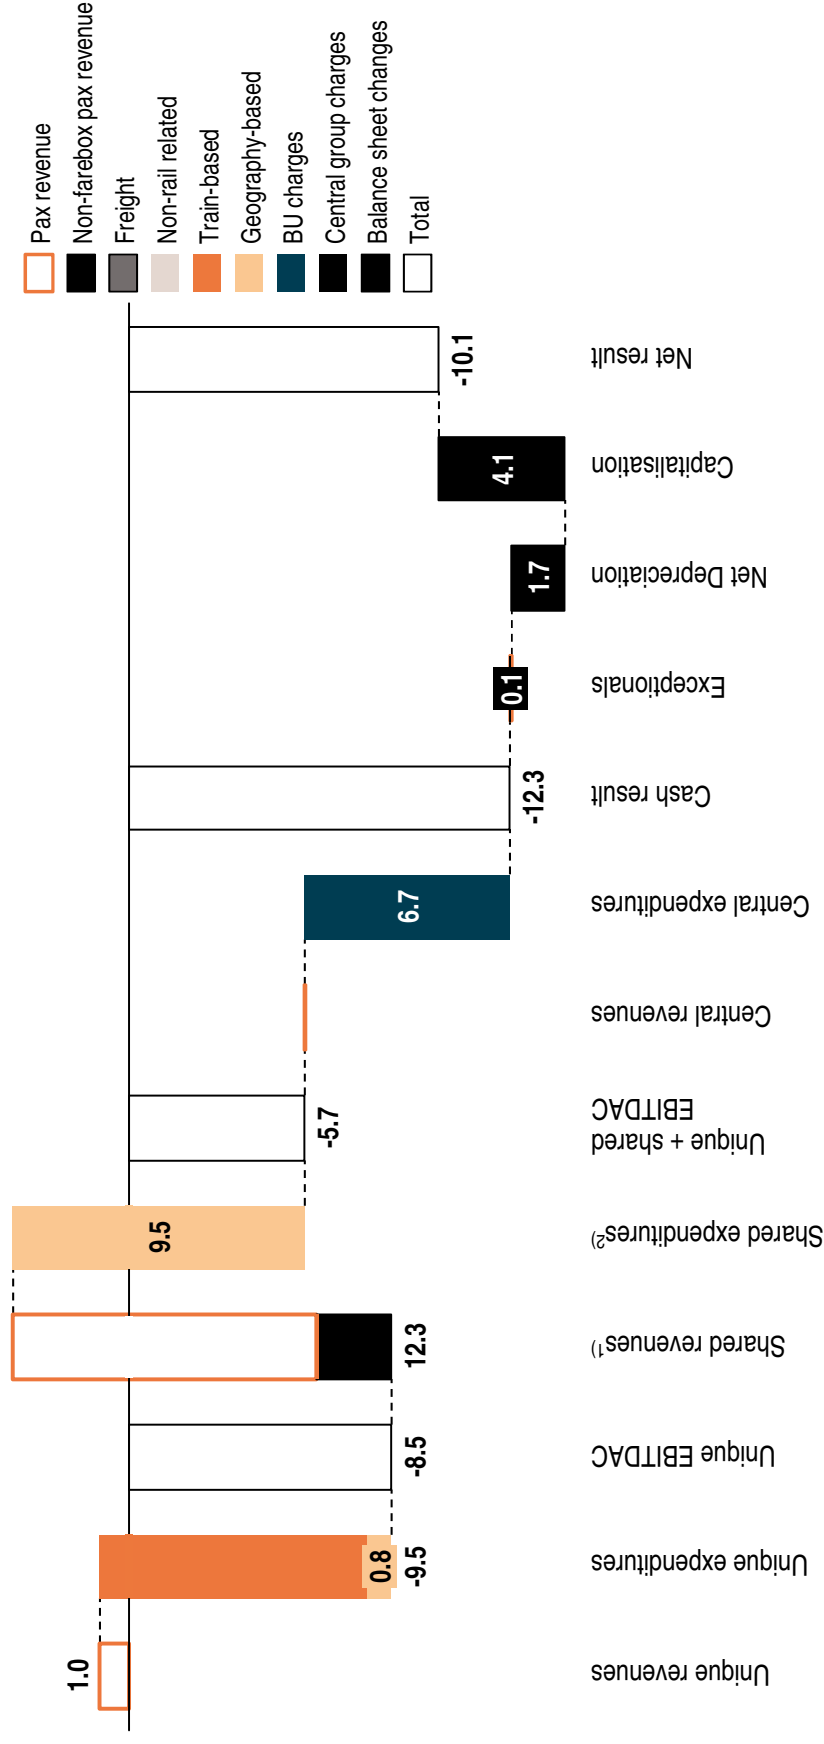 Pax revenue
Non-farebox pax revenue
Freight
Non-rail related
Train-based
Geography-based
BU charges
Central group charges
Balance sheet changes
Total
1.0
0.8
-9.5
-8.5
12.3
9.5
-5.7
6.7
-12.3
0.1
1.7
4.1
-10.1
Unique revenues
Unique expenditures
Unique EBITDAC
Shared revenues¹⁾
Shared expenditures²⁾
Unique + shared
EBITDAC
Central revenues
Central expenditures
Cash result
Exceptionals
Net Depreciation
Capitalisation
Net result